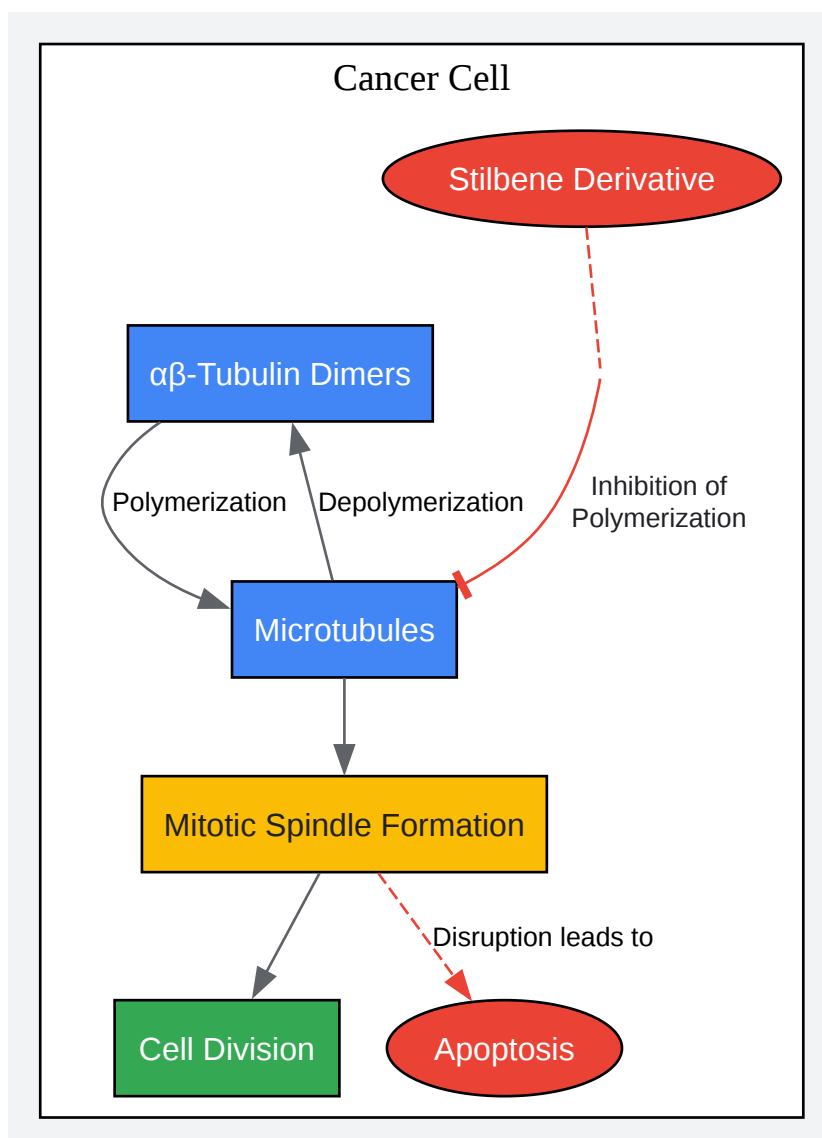 Cancer Cell
Stilbene Derivative
αβ-Tubulin Dimers
Polymerization
Depolymerization
Inhibition of
Polymerization
Microtubules
Mitotic Spindle Formation
Disruption leads to
Cell Division
Apoptosis